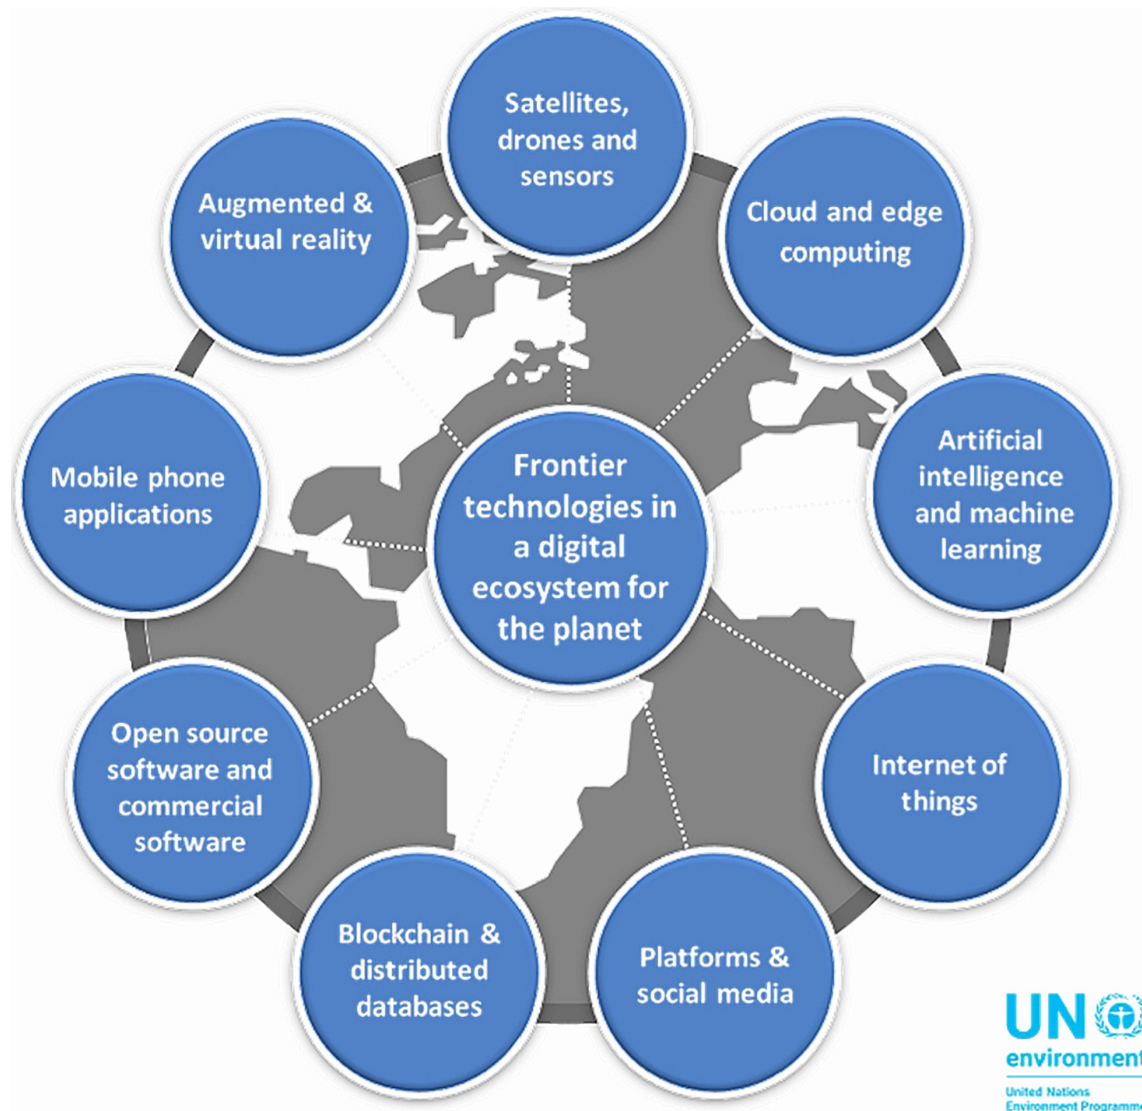 Satellites,
drones and
sensors
Cloud and edge
computing
Artificial
intelligence
and machine
learning
Internet of
things
Platforms &
social media
Blockchain &
distributed
databases
Open source
software and
commercial
software
Mobile phone
applications
Augmented &
virtual reality
Frontier
technologies in
a digital
ecosystem for
the planet
UN
environment
United Nations
Environment Programme